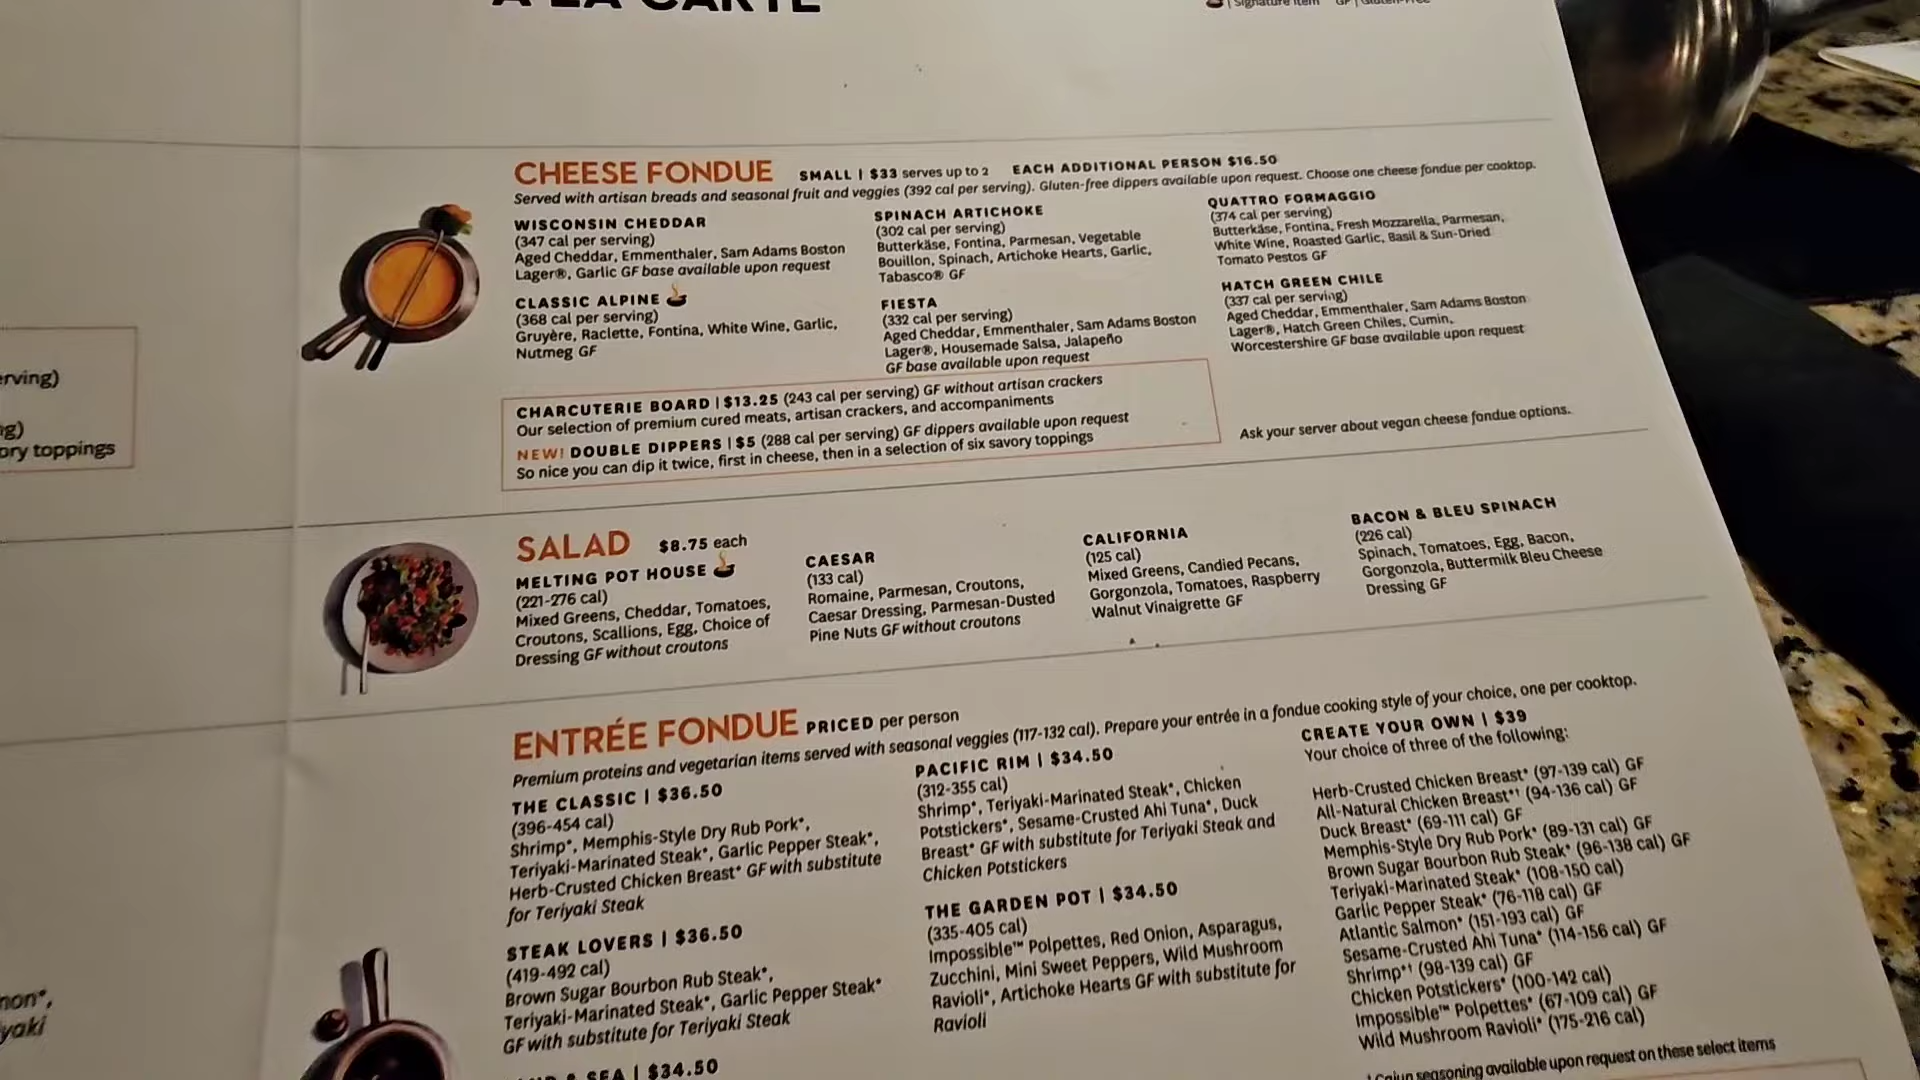 A LA CARTE
| Signature Item GF | Gluten-Free
CHEESE FONDUE SMALL | $33 serves up to 2 EACH ADDITIONAL PERSON $16.50
Served with artisan breads and seasonal fruit and veggies (392 cal per serving). Gluten-free dippers available upon request. Choose one cheese fondue per cooktop.
WISCONSIN CHEDDAR
(347 cal per serving)
Aged Cheddar, Emmenthaler, Sam Adams Boston
Lager®, Garlic GF base available upon request
CLASSIC ALPINE
(368 cal per serving)
Gruyère, Raclette, Fontina, White Wine, Garlic,
Nutmeg GF
SPINACH ARTICHOKE
(302 cal per serving)
Butterkäse, Fontina, Parmesan, Vegetable
Bouillon, Spinach, Artichoke Hearts, Garlic,
Tabasco® GF
FIESTA
(332 cal per serving)
Aged Cheddar, Emmenthaler, Sam Adams Boston
Lager®, Housemade Salsa, Jalapeño
GF base available upon request
QUATTRO FORMAGGIO
(374 cal per serving)
Butterkäse, Fontina, Fresh Mozzarella, Parmesan,
White Wine, Roasted Garlic, Basil & Sun-Dried
Tomato Pestos GF
HATCH GREEN CHILE
(337 cal per serving)
Aged Cheddar, Emmenthaler, Sam Adams Boston
Lager®, Hatch Green Chiles, Cumin,
Worcestershire GF base available upon request
CHARCUTERIE BOARD | $13.25 (243 cal per serving) GF without artisan crackers
Our selection of premium cured meats, artisan crackers, and accompaniments
NEW! DOUBLE DIPPERS | $5 (288 cal per serving) GF dippers available upon request
So nice you can dip it twice, first in cheese, then in a selection of six savory toppings
Ask your server about vegan cheese fondue options.
erving)
ng)
ory toppings
SALAD $8.75 each
MELTING POT HOUSE
(221-276 cal)
Mixed Greens, Cheddar, Tomatoes,
Croutons, Scallions, Egg, Choice of
Dressing GF without croutons
CAESAR
(133 cal)
Romaine, Parmesan, Croutons,
Caesar Dressing, Parmesan-Dusted
Pine Nuts GF without croutons
CALIFORNIA
(125 cal)
Mixed Greens, Candied Pecans,
Gorgonzola, Tomatoes, Raspberry
Walnut Vinaigrette GF
BACON & BLEU SPINACH
(226 cal)
Spinach, Tomatoes, Egg, Bacon,
Gorgonzola, Buttermilk Bleu Cheese
Dressing GF
ENTRÉE FONDUE PRICED per person
Premium proteins and vegetarian items served with seasonal veggies (117-132 cal). Prepare your entrée in a fondue cooking style of your choice, one per cooktop.
THE CLASSIC | $36.50
(396-454 cal)
Shrimp*, Memphis-Style Dry Rub Pork*,
Teriyaki-Marinated Steak*, Garlic Pepper Steak*,
Herb-Crusted Chicken Breast* GF with substitute
for Teriyaki Steak
STEAK LOVERS | $36.50
(419-492 cal)
Brown Sugar Bourbon Rub Steak*,
Teriyaki-Marinated Steak*, Garlic Pepper Steak*
GF with substitute for Teriyaki Steak
& SEA | $34.50
PACIFIC RIM | $34.50
(312-355 cal)
Shrimp*, Teriyaki-Marinated Steak*, Chicken
Potstickers*, Sesame-Crusted Ahi Tuna*, Duck
Breast* GF with substitute for Teriyaki Steak and
Chicken Potstickers
THE GARDEN POT | $34.50
(335-405 cal)
Impossible™ Polpettes, Red Onion, Asparagus,
Zucchini, Mini Sweet Peppers, Wild Mushroom
Ravioli*, Artichoke Hearts GF with substitute for
Ravioli
CREATE YOUR OWN | $39
Your choice of three of the following:
Herb-Crusted Chicken Breast* (97-139 cal) GF
All-Natural Chicken Breast*† (94-136 cal) GF
Duck Breast* (69-111 cal) GF
Memphis-Style Dry Rub Pork* (89-131 cal) GF
Brown Sugar Bourbon Rub Steak* (96-138 cal) GF
Teriyaki-Marinated Steak* (108-150 cal)
Garlic Pepper Steak* (76-118 cal) GF
Atlantic Salmon* (151-193 cal) GF
Sesame-Crusted Ahi Tuna* (114-156 cal) GF
Shrimp*† (98-139 cal) GF
Chicken Potstickers* (100-142 cal)
Impossible™ Polpettes* (67-109 cal) GF
Wild Mushroom Ravioli* (175-216 cal)
Cajun seasoning available upon request on these select items
mon*,
yaki